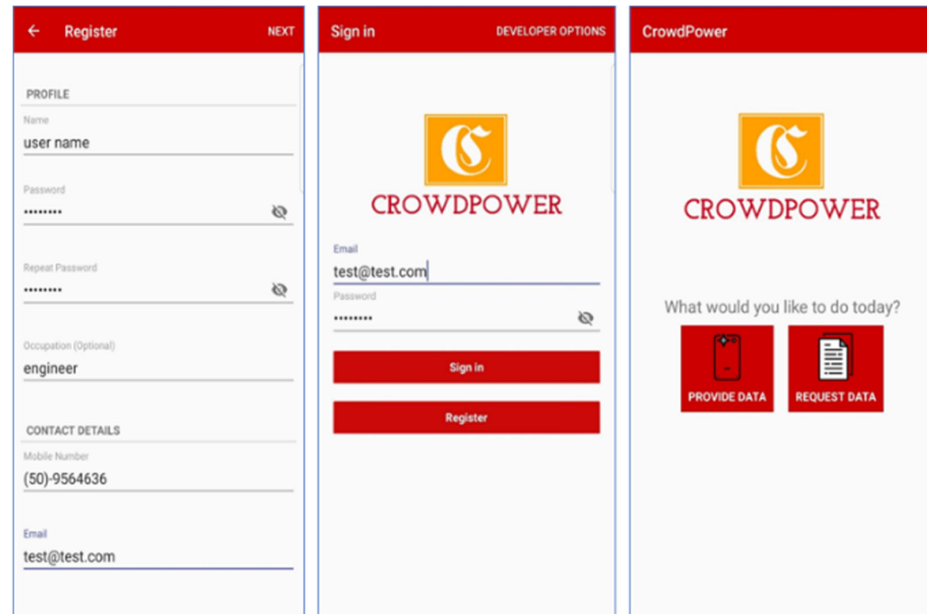 Register NEXT
PROFILE
Name
user name
Password
••••••••
Repeat Password
••••••••
Occupation (Optional)
engineer
CONTACT DETAILS
Mobile Number
(50)-9564636
Email
test@test.com
Sign in DEVELOPER OPTIONS
C
CROWDPOWER
Email
test@test.com
Password
••••••••
Sign in
Register
CrowdPower
C
CROWDPOWER
What would you like to do today?
PROVIDE DATA REQUEST DATA